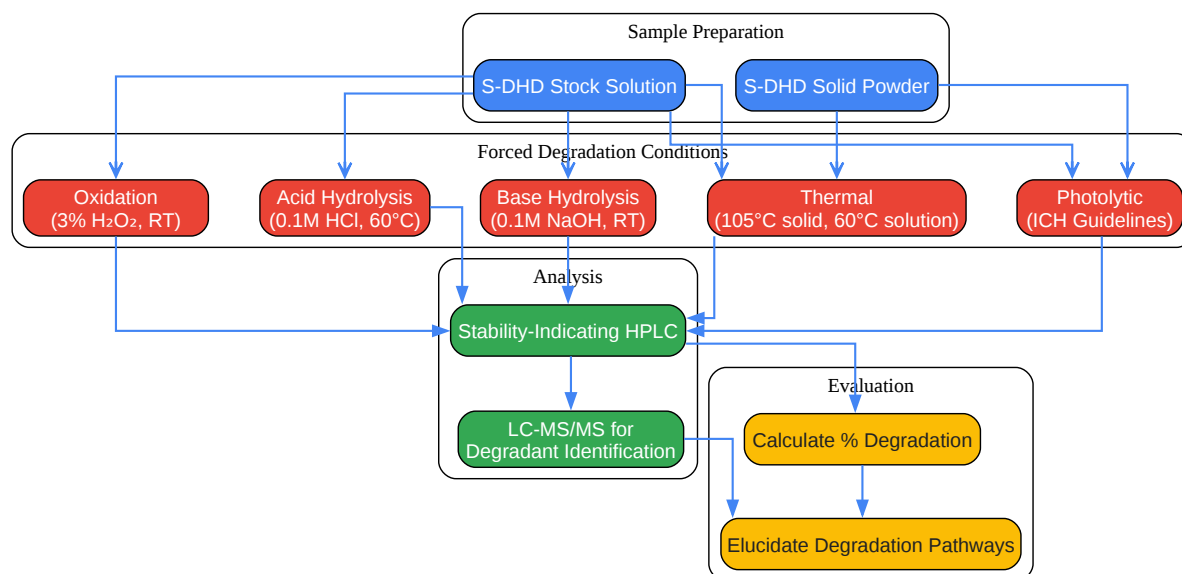 Sample Preparation
S-DHD Stock Solution
S-DHD Solid Powder
Forced Degradation Conditions
Oxidation
(3% H₂O₂, RT)
Acid Hydrolysis
(0.1M HCl, 60°C)
Base Hydrolysis
(0.1M NaOH, RT)
Thermal
(105°C solid, 60°C solution)
Photolytic
(ICH Guidelines)
Analysis
Stability-Indicating HPLC
LC-MS/MS for
Degradant Identification
Evaluation
Calculate % Degradation
Elucidate Degradation Pathways